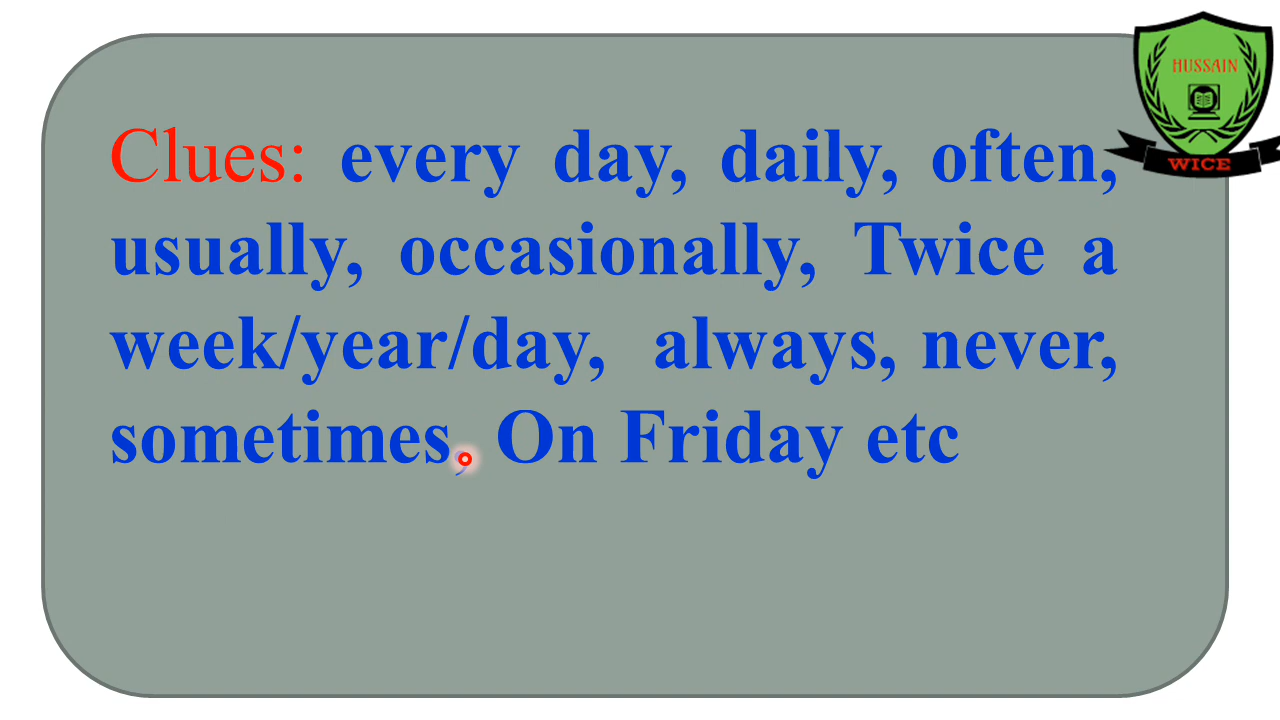 HUSSAIN
WICE
Clues: every day, daily, often,
usually, occasionally, Twice a
week/year/day, always, never,
sometimes, On Friday etc